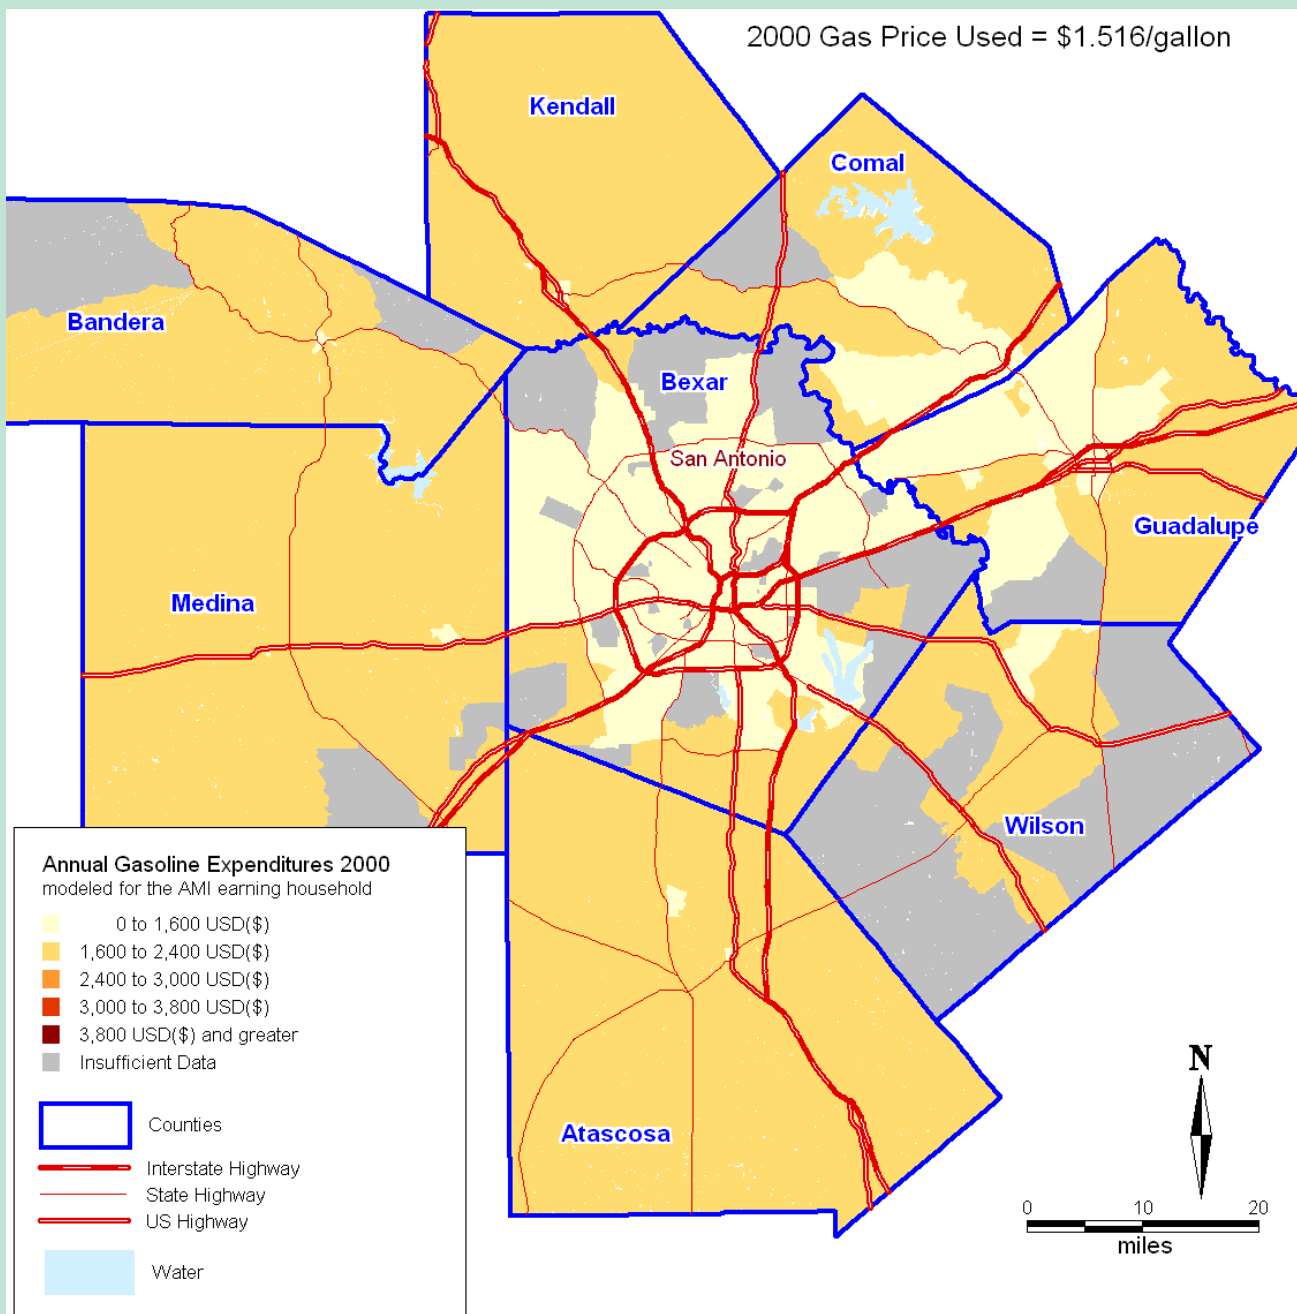 2000 Gas Price Used = $1.516/gallon
Kendall
Comal
Bandera
Bexar
San Antonio
Guadalupe
Medina
Wilson
Atascosa
Annual Gasoline Expenditures 2000
modeled for the AMI earning household
0 to 1,600 USD($)
1,600 to 2,400 USD($)
2,400 to 3,000 USD($)
3,000 to 3,800 USD($)
3,800 USD($) and greater
Insufficient Data
Counties
Interstate Highway
State Highway
US Highway
Water
N
0 10 20
miles